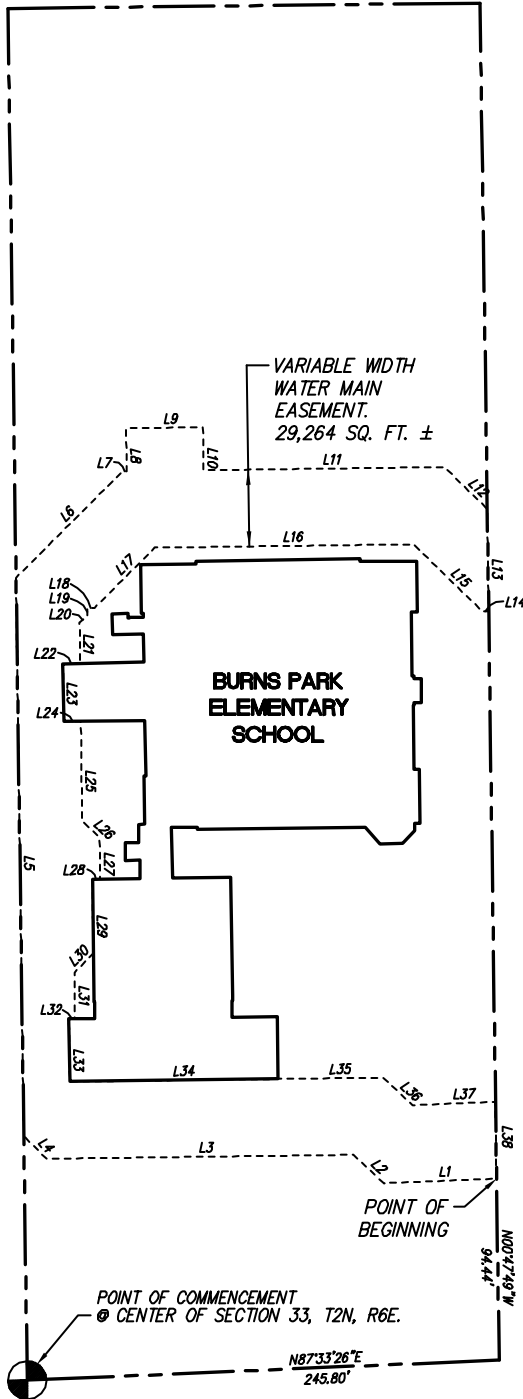 VARIABLE WIDTH
WATER MAIN
EASEMENT.
29,264 SQ. FT. ±
L9
L7
L8
L10
L11
L6
L12
L16
L17
L13
L15
L14
L18
L19
L20
L21
L22
L23
L24
BURNS PARK
ELEMENTARY
SCHOOL
L25
L26
L5
L28
L27
L29
L30
L31
L32
L33
L34
L35
L36
L37
L38
L4
L3
L2
L1
POINT OF
BEGINNING
N00°47'49"W
94.44'
POINT OF COMMENCEMENT
@ CENTER OF SECTION 33, T2N, R6E.
N87°33'26"E
245.80'